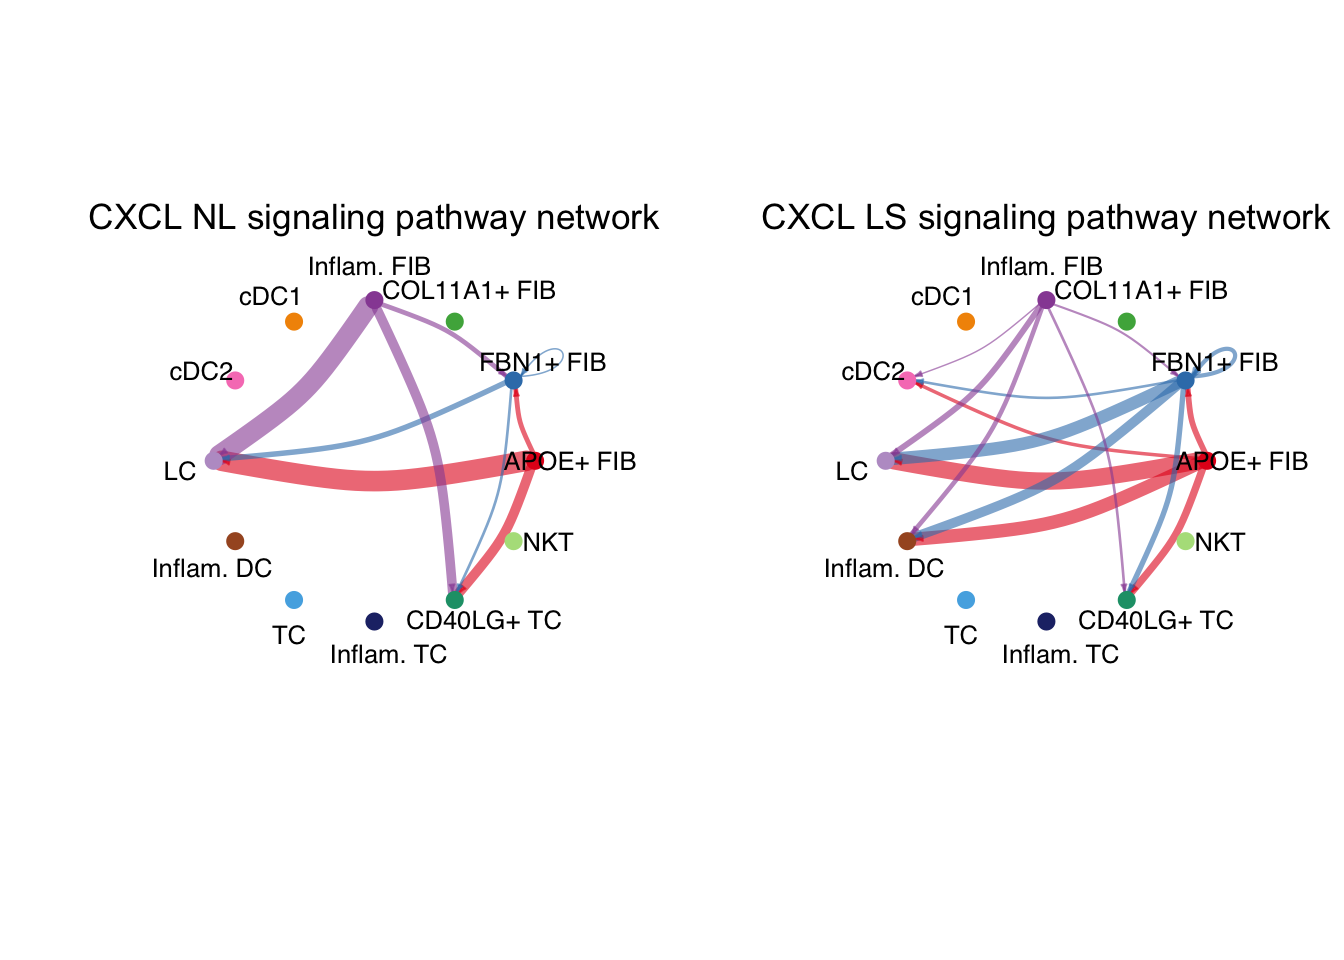 CXCL NL signaling pathway network
Inflam. FIB
cDC1
COL11A1+ FIB
cDC2
FBN1+ FIB
LC
APOE+ FIB
NKT
Inflam. DC
CD40LG+ TC
TC
Inflam. TC
CXCL LS signaling pathway network
Inflam. FIB
cDC1
COL11A1+ FIB
cDC2
FBN1+ FIB
LC
APOE+ FIB
NKT
Inflam. DC
CD40LG+ TC
TC
Inflam. TC